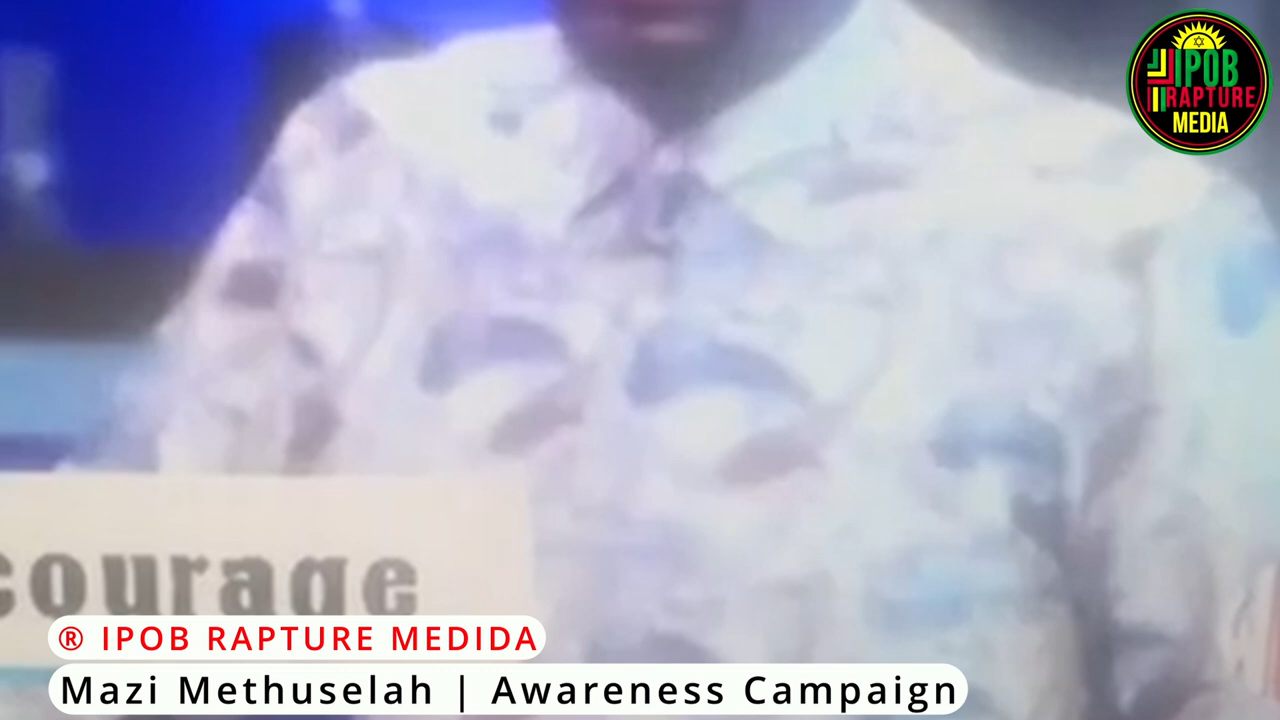 IPOB
RAPTURE
MEDIA
courage
® IPOB RAPTURE MEDIDA
Mazi Methuselah | Awareness Campaign